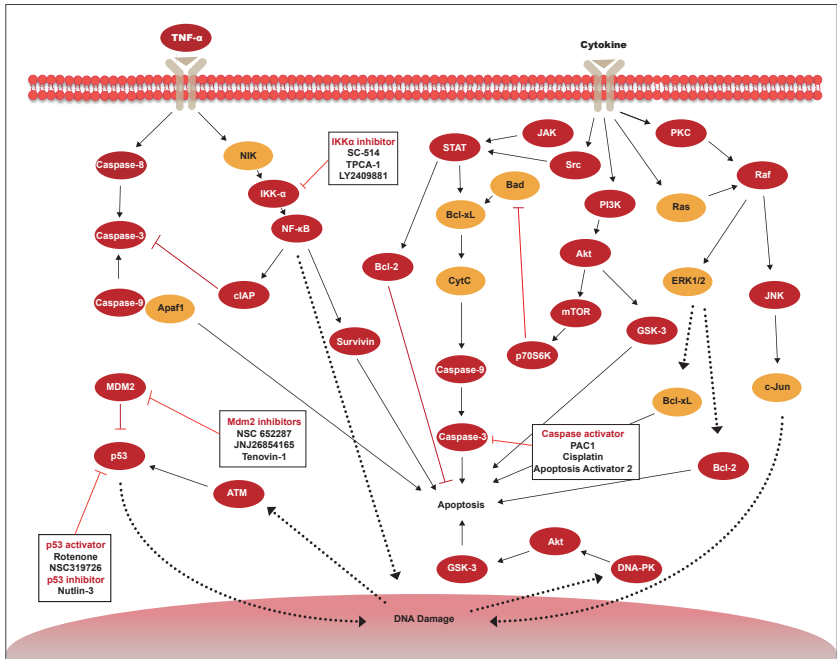 TNF-α
Cytokine
JAK
PKC
STAT
Caspase-8
NIK
IKKα inhibitor
SC-514
TPCA-1
LY2409881
Src
Raf
Bad
IKK-α
PI3K
Ras
Bcl-xL
Caspase-3
NF-κB
Akt
Bcl-2
CytC
ERK1/2
JNK
cIAP
Caspase-9
Apaf1
mTOR
GSK-3
Survivin
p70S6K
Caspase-9
MDM2
Bcl-xL
c-Jun
Mdm2 inhibitors
NSC 652287
JNJ26854165
Tenovin-1
Caspase-3
Caspase activator
PAC1
Cisplatin
Apoptosis Activator 2
p53
Bcl-2
ATM
Apoptosis
p53 activator
Rotenone
NSC319726
p53 inhibitor
Nutlin-3
Akt
GSK-3
DNA-PK
DNA Damage